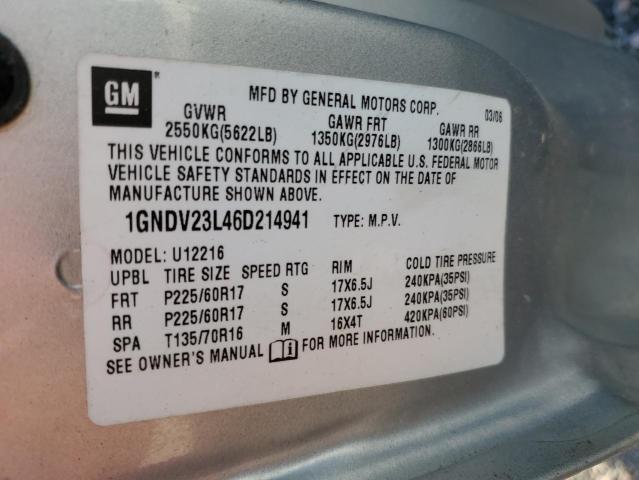 GM ®
MFD BY GENERAL MOTORS CORP. 03/06
GVWR GAWR FRT GAWR RR
2550KG(5622LB) 1350KG(2976LB) 1300KG(2866LB)
THIS VEHICLE CONFORMS TO ALL APPLICABLE U.S. FEDERAL MOTOR
VEHICLE SAFETY STANDARDS IN EFFECT ON THE DATE OF
MANUFACTURE SHOWN ABOVE.
1GNDV23L46D214941 TYPE: M.P.V.
MODEL: U12216
UPBL TIRE SIZE SPEED RTG RIM COLD TIRE PRESSURE
FRT P225/60R17 S 17X6.5J 240KPA(35PSI)
RR P225/60R17 S 17X6.5J 240KPA(35PSI)
SPA T135/70R16 M 16X4T 420KPA(60PSI)
SEE OWNER'S MANUAL i FOR MORE INFORMATION.